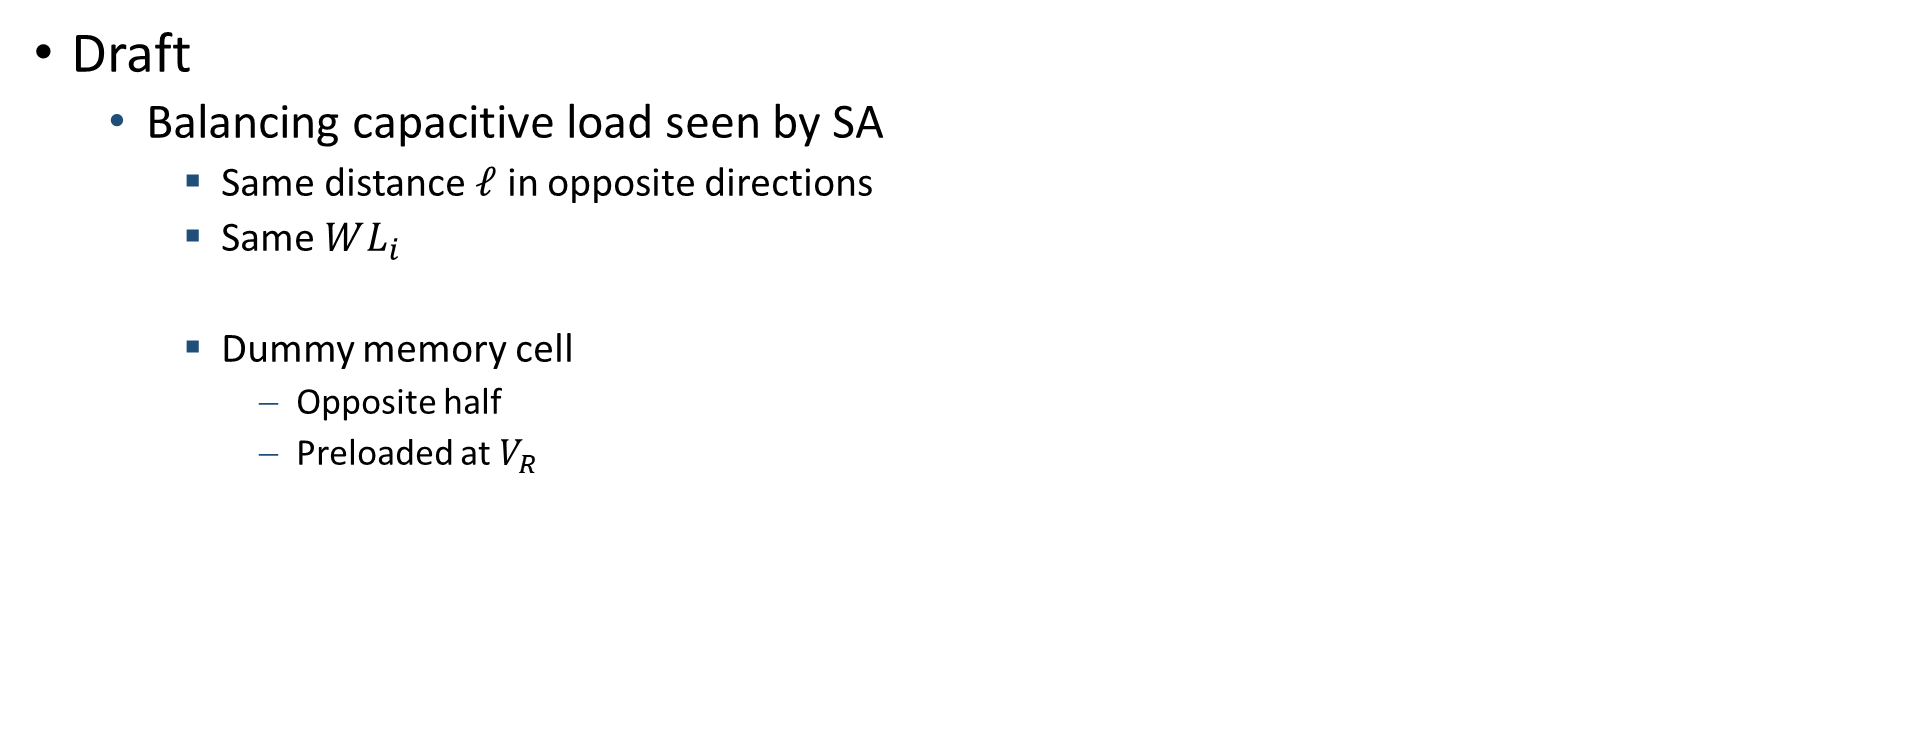 • Draft
• Balancing capacitive load seen by SA
▪ Same distance ℓ in opposite directions
▪ Same WLᵢ
▪ Dummy memory cell
– Opposite half
– Preloaded at V_R